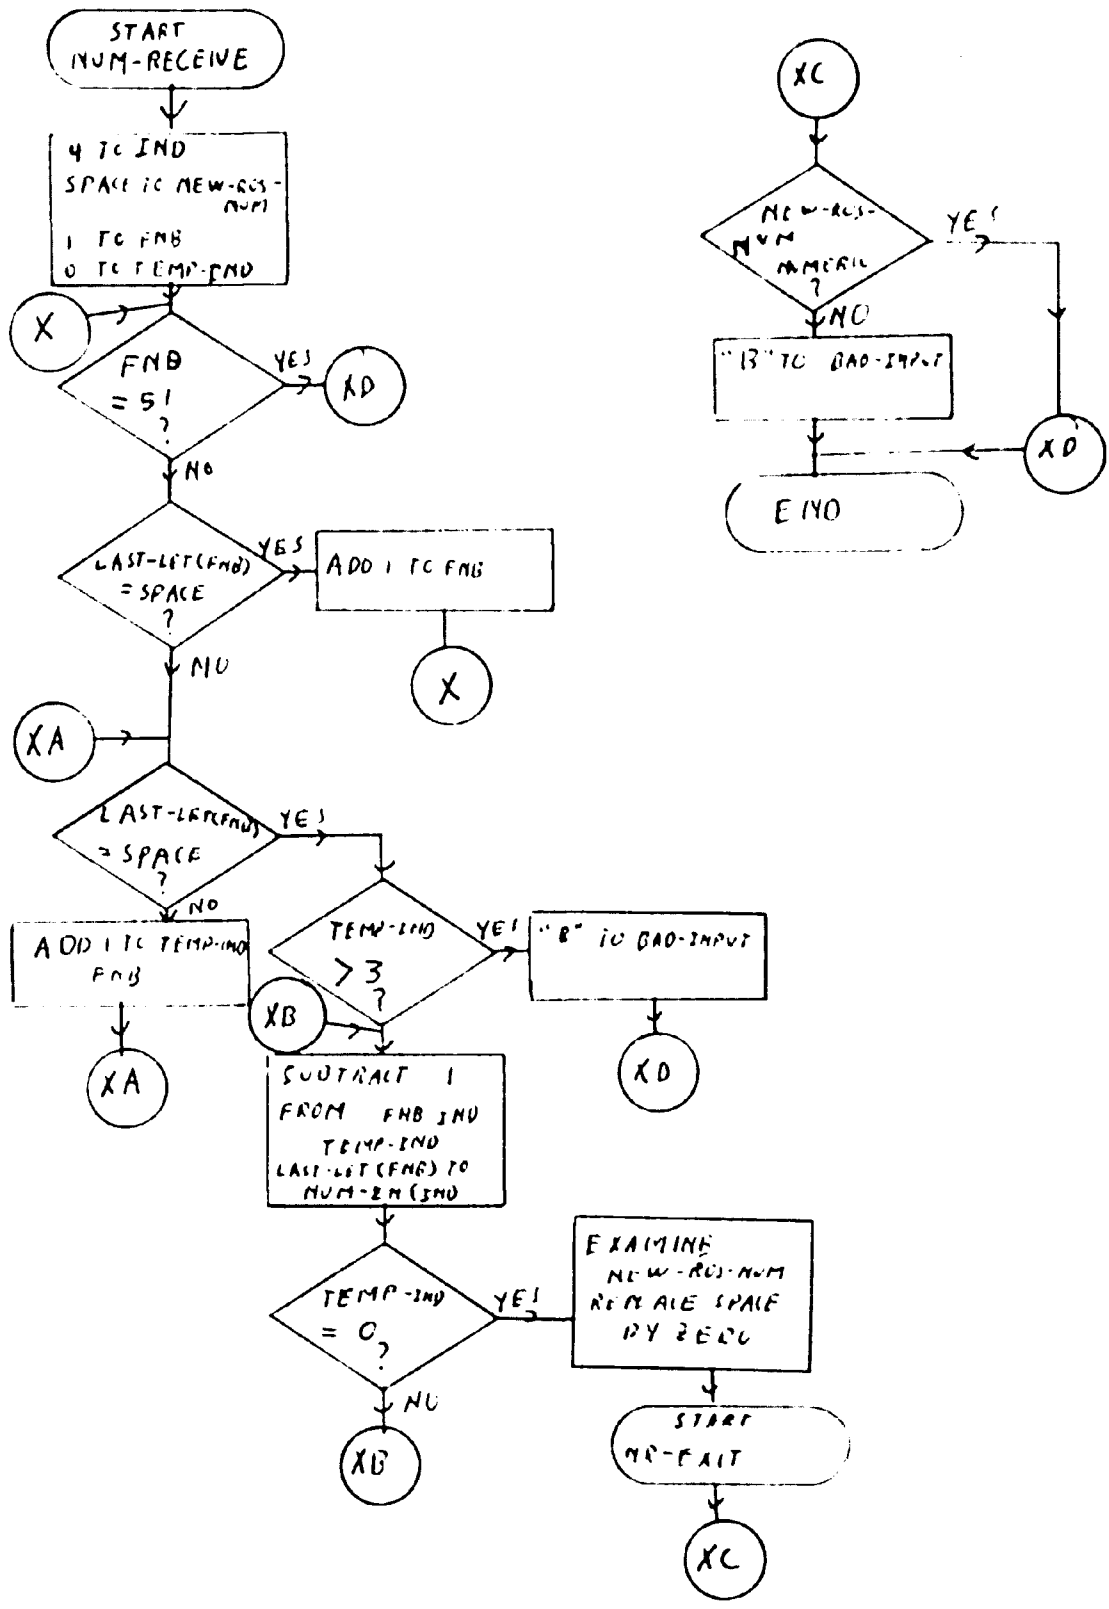 START
NUM-RECEIVE
4 TO IND
SPACE TO NEW-RES-
NUM
1 TO FNB
0 TO TEMP-IND
X
FNB
= 51
?
YES
XD
NO
LAST-LET(FNB)
= SPACE
?
YES
ADD 1 TO FNB
X
NO
XA
LAST-LET(FNB)
= SPACE
?
YES
NO
ADD 1 TO TEMP-IND
FNB
XA
TEMP-IND
> 3
?
YES
"B" TO BAD-INPUT
XD
XB
SUBTRACT 1
FROM FNB IND
TEMP-IND
LAST-LET(FNB) TO
NUM-IN(IND)
TEMP-IND
= 0
?
YES
NO
XB
EXAMINE
NEW-RES-NUM
REPLACE SPACE
BY ZERO
START
NR-EXIT
XC
XC
NEW-RES-
NUM
NUMERIC
?
YES
NO
"B" TO BAD-INPUT
XD
END